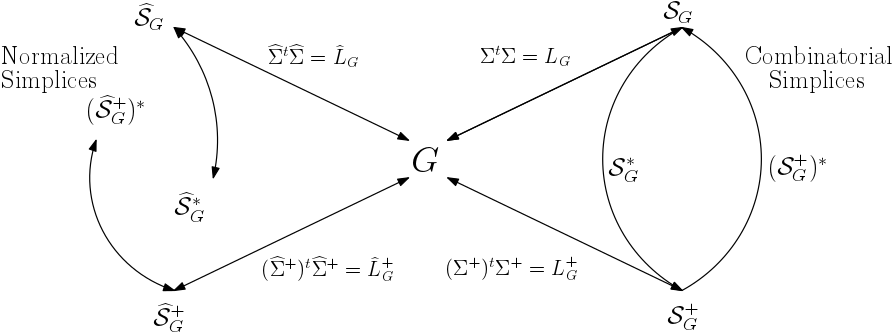 $\widehat{\mathcal{S}}_G$
$\mathcal{S}_G$
Normalized
Simplices
$\widehat{\Sigma}^t\widehat{\Sigma} = \hat{L}_G$
$\Sigma^t\Sigma = L_G$
Combinatorial
Simplices
$(\widehat{\mathcal{S}}_G^+)^*$
$G$
$\mathcal{S}_G^*$
$(\mathcal{S}_G^+)^*$
$\widehat{\mathcal{S}}_G^*$
$(\widehat{\Sigma}^+)^t\widehat{\Sigma}^+ = \hat{L}_G^+$
$(\Sigma^+)^t\Sigma^+ = L_G^+$
$\widehat{\mathcal{S}}_G^+$
$\mathcal{S}_G^+$